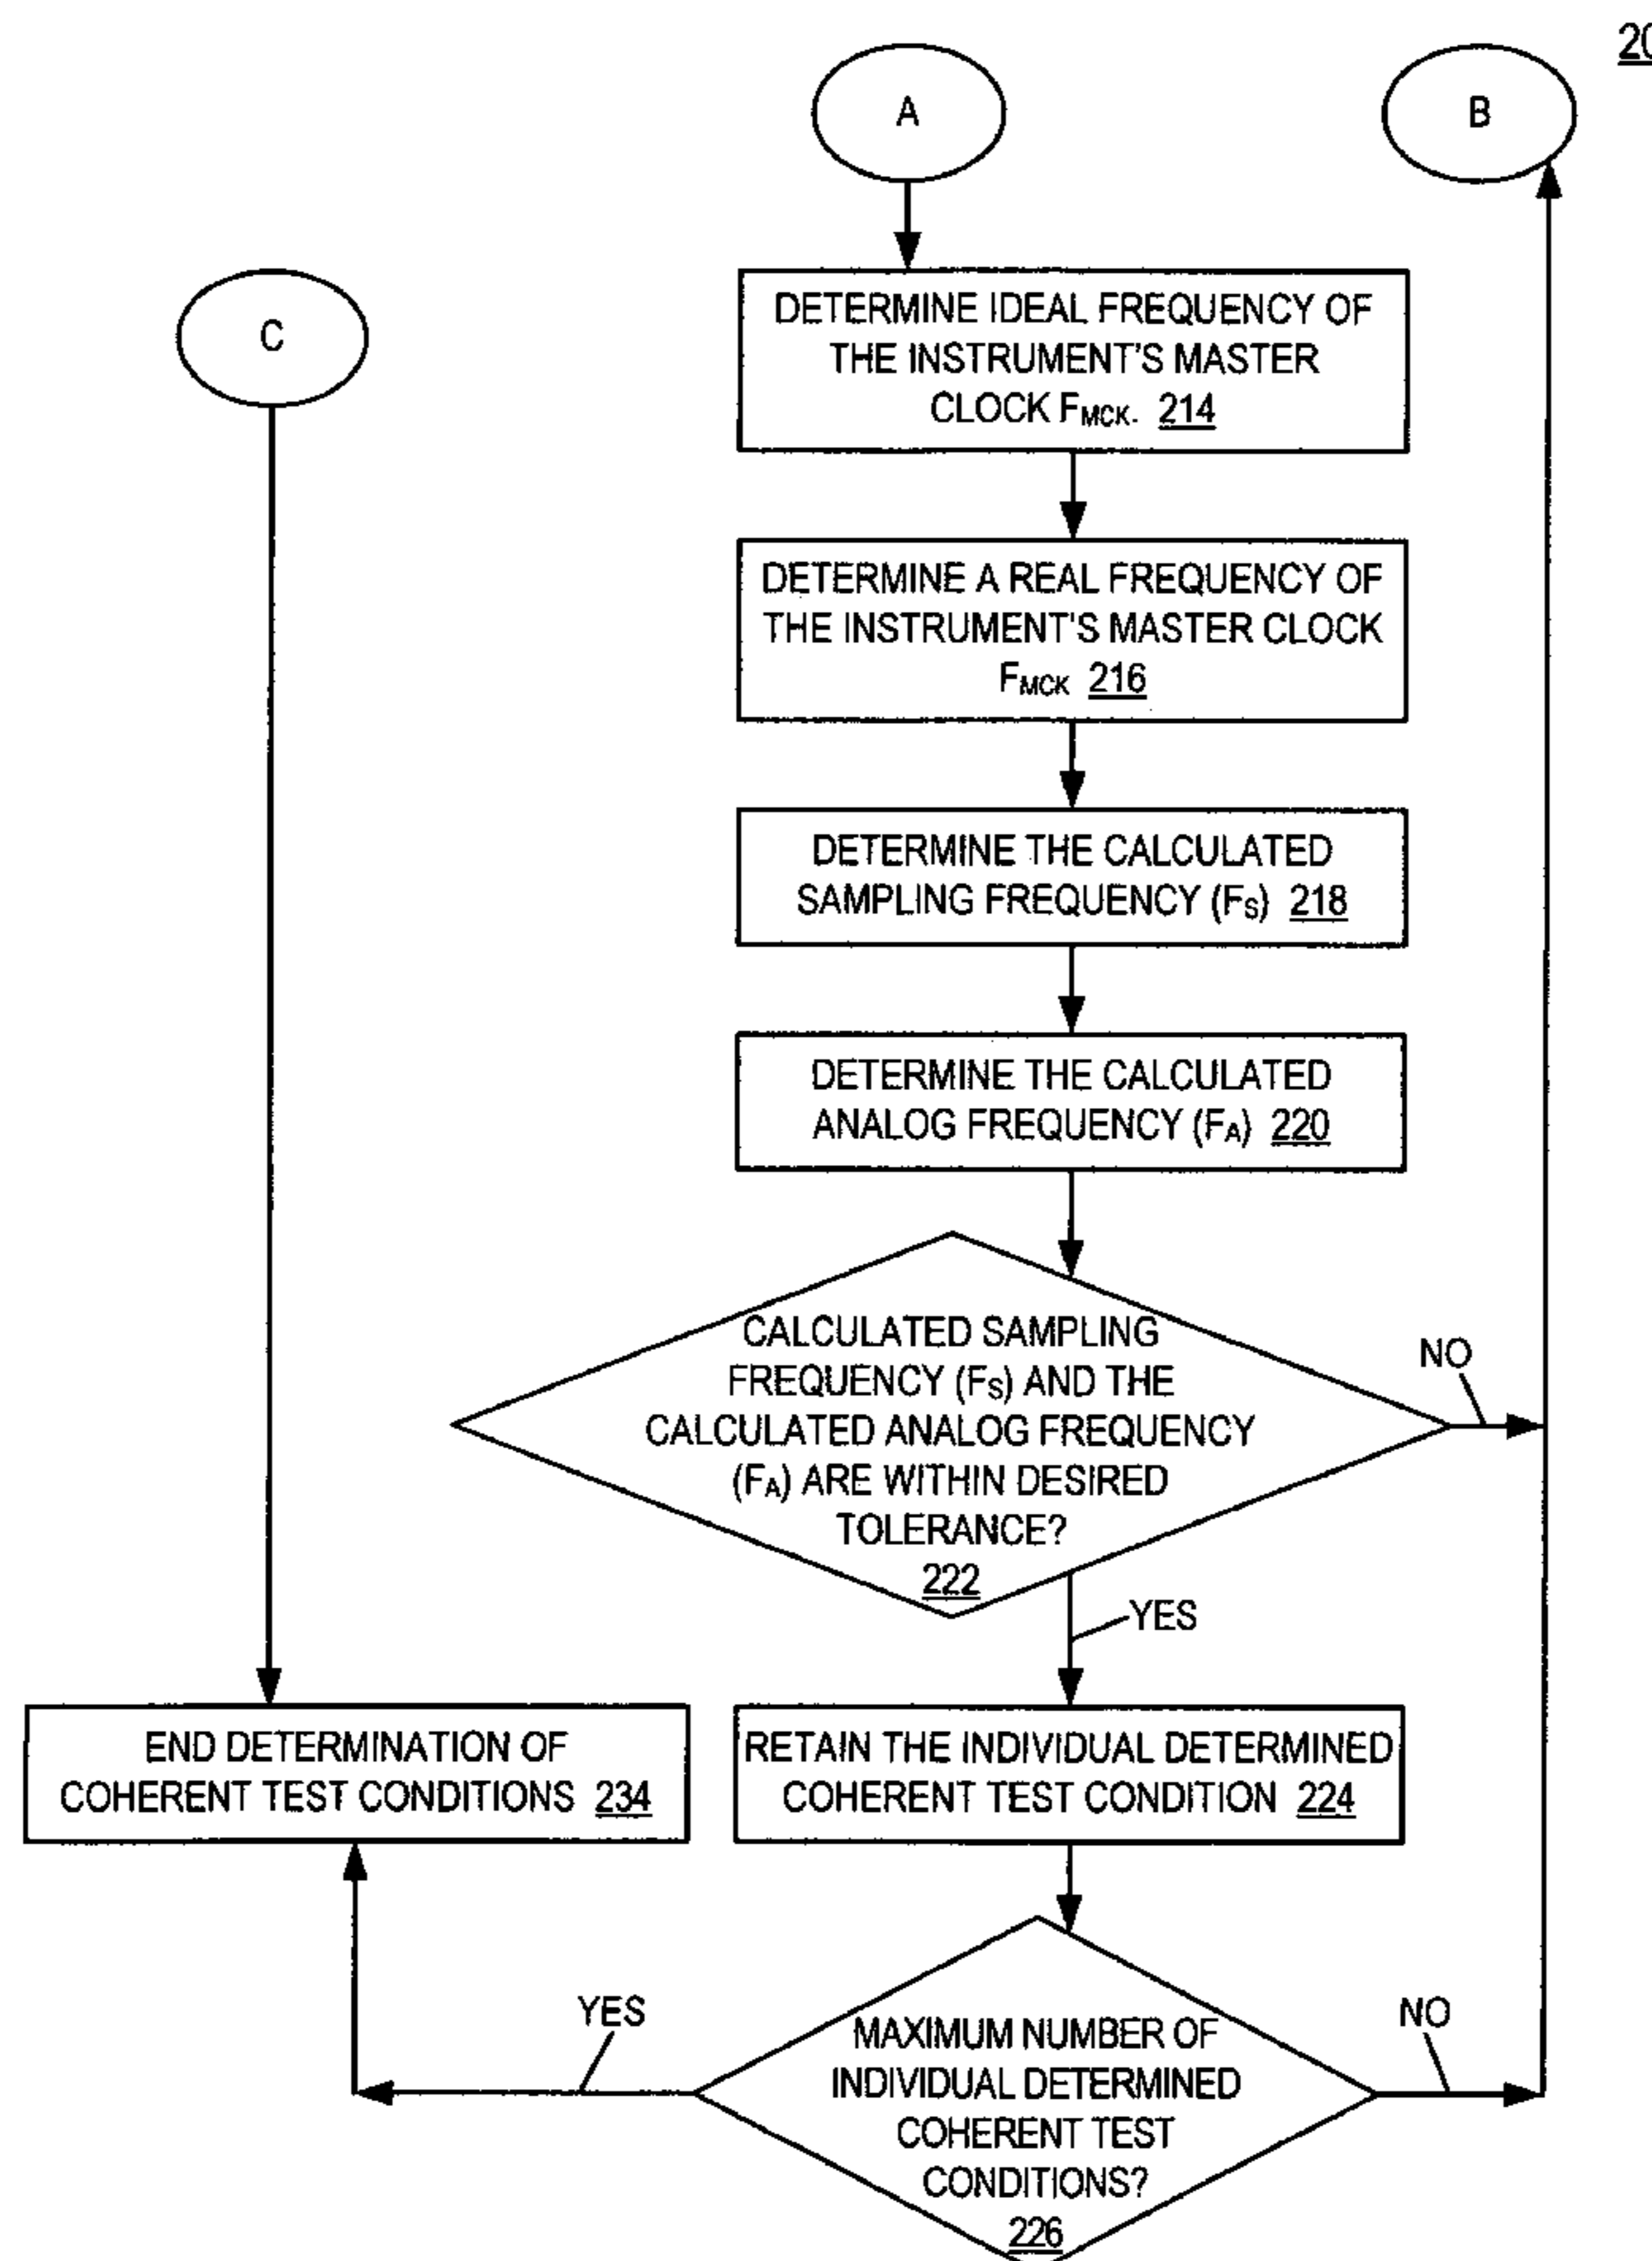 20
A
B
C
DETERMINE IDEAL FREQUENCY OF
THE INSTRUMENT'S MASTER
CLOCK FMCK. 214
DETERMINE A REAL FREQUENCY OF
THE INSTRUMENT'S MASTER CLOCK
FMCK 216
DETERMINE THE CALCULATED
SAMPLING FREQUENCY (FS) 218
DETERMINE THE CALCULATED
ANALOG FREQUENCY (FA) 220
CALCULATED SAMPLING
FREQUENCY (FS) AND THE
CALCULATED ANALOG FREQUENCY
(FA) ARE WITHIN DESIRED
TOLERANCE?
222
NO
YES
END DETERMINATION OF
COHERENT TEST CONDITIONS 234
RETAIN THE INDIVIDUAL DETERMINED
COHERENT TEST CONDITION 224
YES
MAXIMUM NUMBER OF
INDIVIDUAL DETERMINED
COHERENT TEST
CONDITIONS?
226
NO